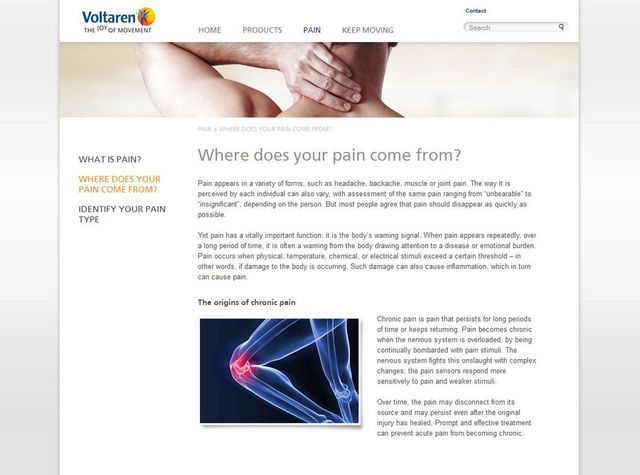 Voltaren
THE JOY OF MOVEMENT
Contact
Search
HOME PRODUCTS PAIN KEEP MOVING
PAIN > WHERE DOES YOUR PAIN COME FROM?
WHAT IS PAIN?
WHERE DOES YOUR
PAIN COME FROM?
IDENTIFY YOUR PAIN
TYPE
Where does your pain come from?
Pain appears in a variety of forms, such as headache, backache, muscle or joint pain. The way it is
perceived by each individual can also vary, with assessment of the same pain ranging from “unbearable” to
“insignificant”, depending on the person. But most people agree that pain should disappear as quickly as
possible.
Yet pain has a vitally important function: it is the body’s warning signal. When pain appears repeatedly, over
a long period of time, it is often a warning from the body drawing attention to a disease or emotional burden.
Pain occurs when physical, temperature, chemical, or electrical stimuli exceed a certain threshold – in
other words, if damage to the body is occuring. Such damage can also cause inflammation, which in turn
can cause pain.
The origins of chronic pain
Chronic pain is pain that persists for long periods
of time or keeps returning. Pain becomes chronic
when the nervous system is overloaded, by being
continually bombarded with pain stimuli. The
nervous system fights this onslaught with complex
changes: the pain sensors respond more
sensitively to pain and weaker stimuli.
Over time, the pain may disconnect from its
source and may persist even after the original
injury has healed. Prompt and effective treatment
can prevent acute pain from becoming chronic.